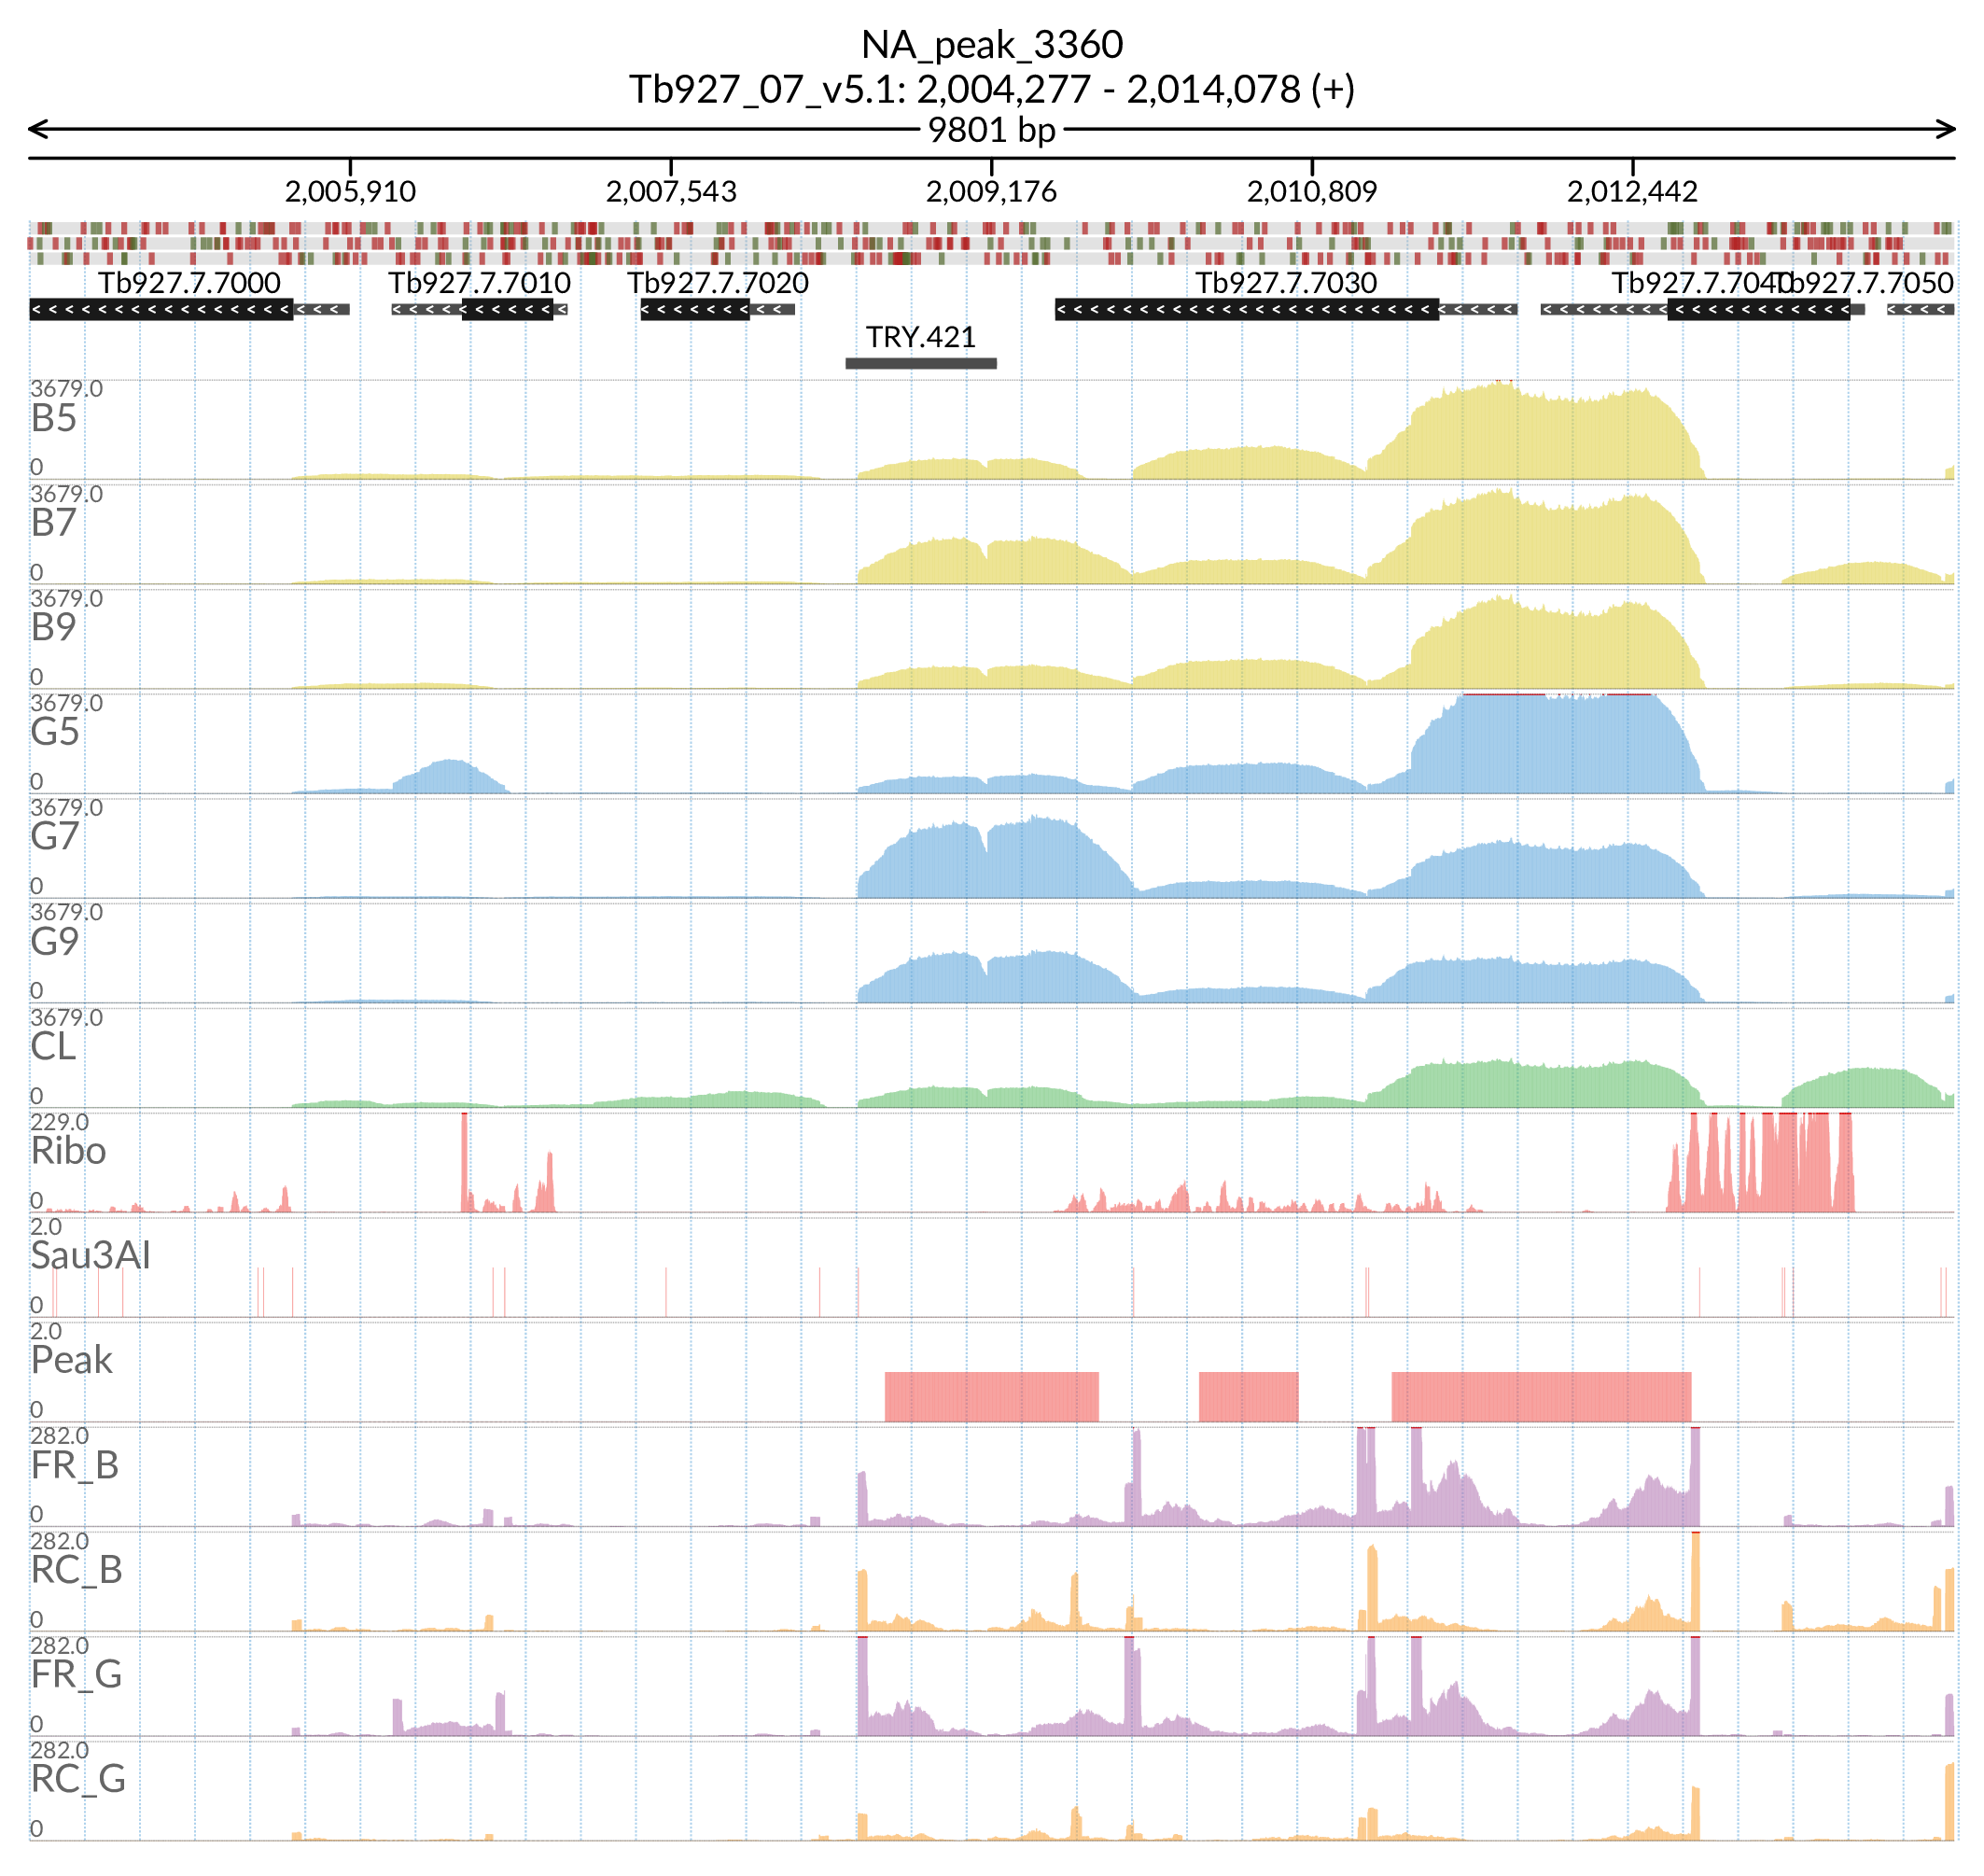 NA_peak_3360
Tb927_07_v5.1: 2,004,277 - 2,014,078 (+)
9801 bp
2,005,910 2,007,543 2,009,176 2,010,809 2,012,442
Tb927.7.7000 Tb927.7.7010 Tb927.7.7020 Tb927.7.7030 Tb927.7.7040 Tb927.7.7050
TRY.421
3679.0
B5
0
3679.0
B7
0
3679.0
B9
0
3679.0
G5
0
3679.0
G7
0
3679.0
G9
0
3679.0
CL
0
229.0
Ribo
0
2.0
Sau3AI
0
2.0
Peak
0
282.0
FR_B
0
282.0
RC_B
0
282.0
FR_G
0
282.0
RC_G
0